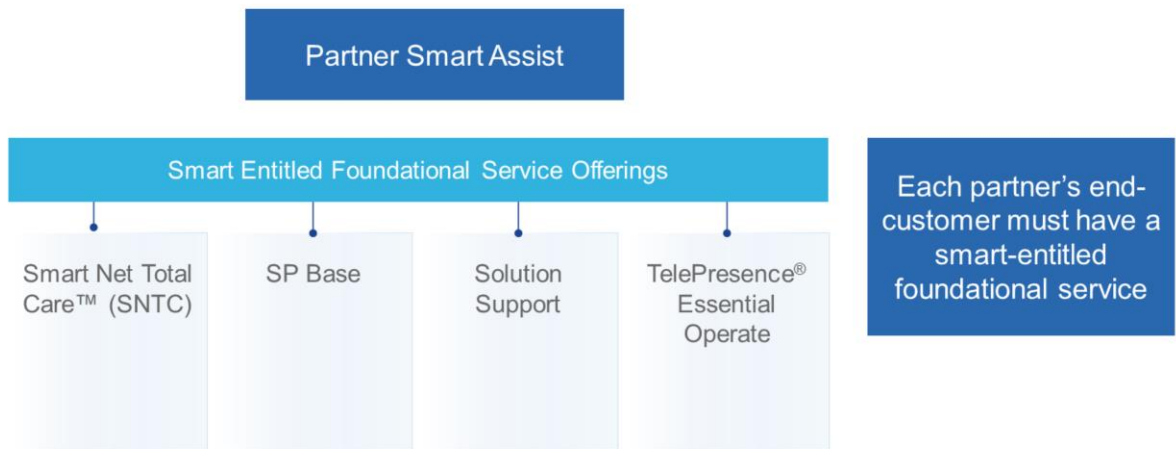 Partner Smart Assist
Smart Entitled Foundational Service Offerings
Smart Net Total
Care™ (SNTC)
SP Base
Solution
Support
TelePresence®
Essential
Operate
Each partner's end-
customer must have a
smart-entitled
foundational service